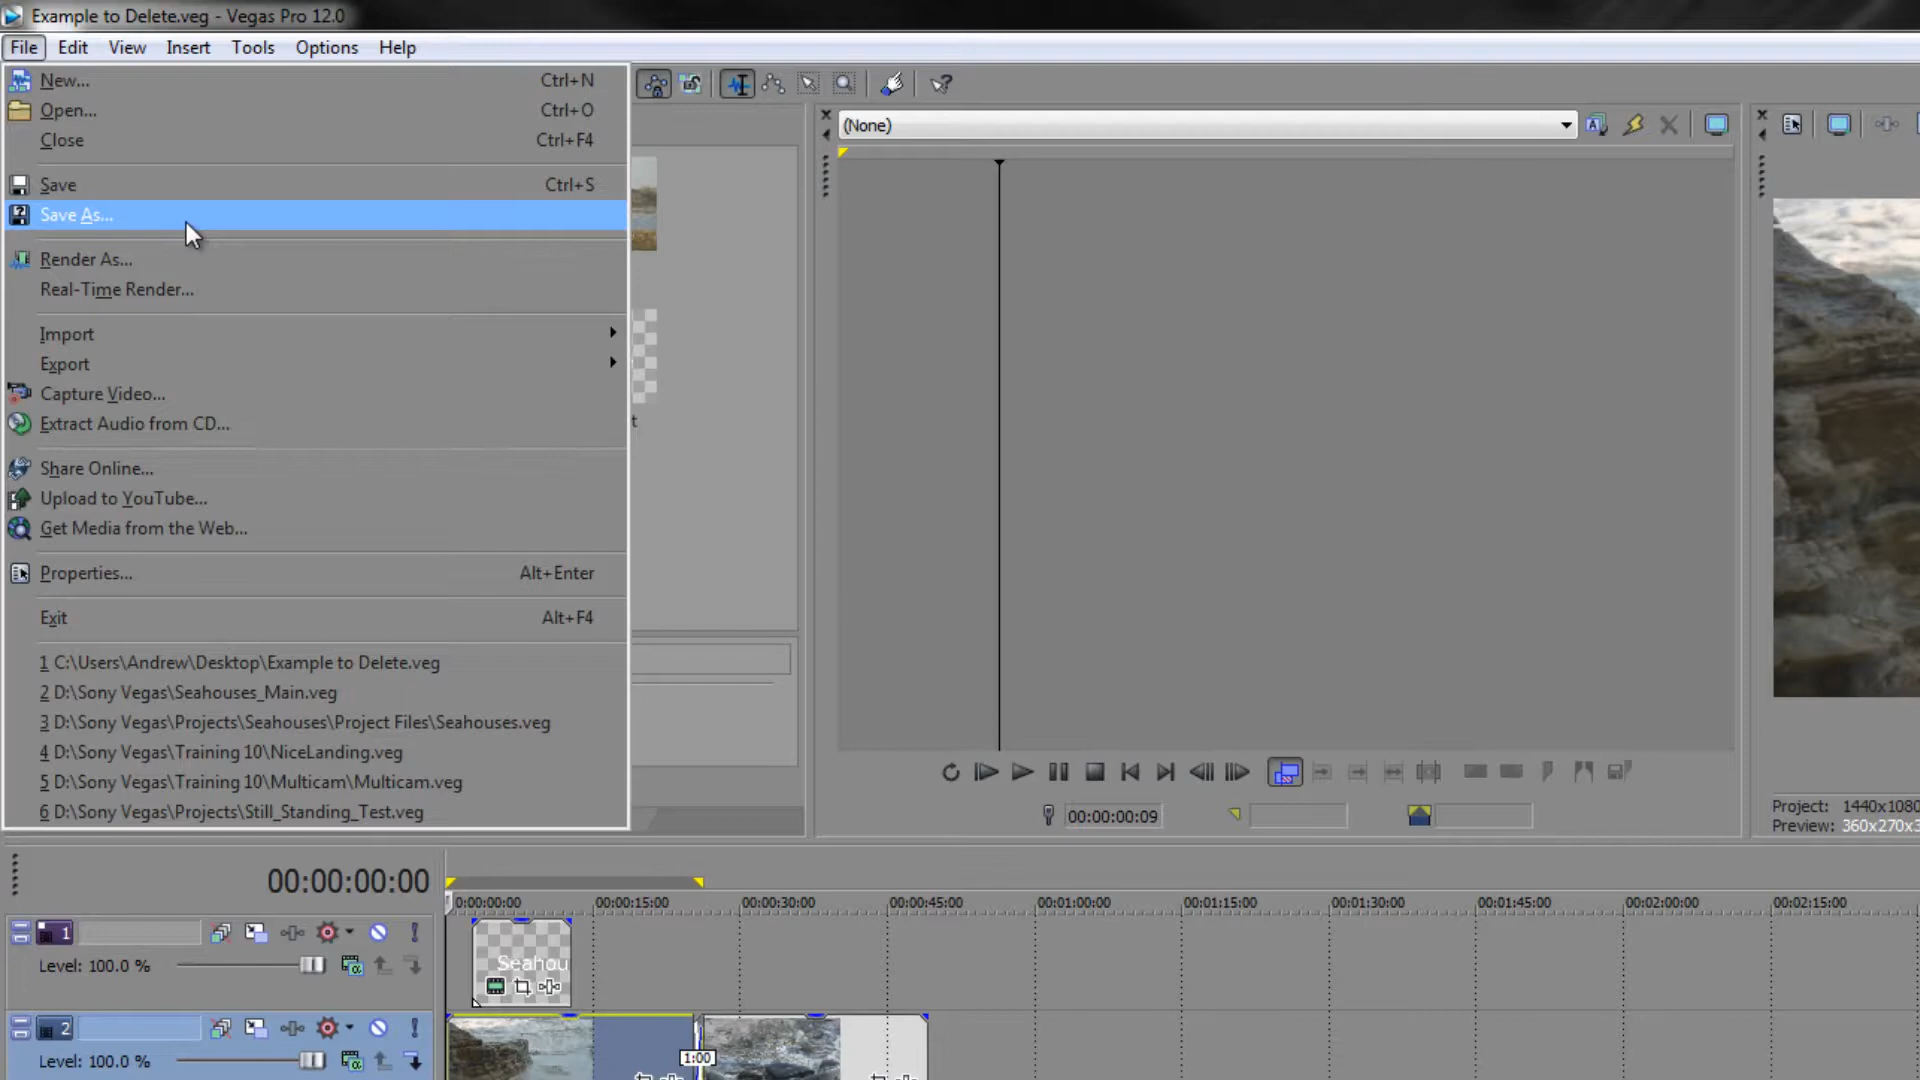 Example to Delete.veg - Vegas Pro 12.0
File Edit View Insert Tools Options Help
New... Ctrl+N
Open... Ctrl+O
Close Ctrl+F4
Save Ctrl+S
Save As...
Render As...
Real-Time Render...
Import
Export
Capture Video...
Extract Audio from CD...
Share Online...
Upload to YouTube...
Get Media from the Web...
Properties... Alt+Enter
Exit Alt+F4
1 C:\Users\Andrew\Desktop\Example to Delete.veg
2 D:\Sony Vegas\Seahouses_Main.veg
3 D:\Sony Vegas\Projects\Seahouses\Project Files\Seahouses.veg
4 D:\Sony Vegas\Training 10\NiceLanding.veg
5 D:\Sony Vegas\Training 10\Multicam\Multicam.veg
6 D:\Sony Vegas\Projects\Still_Standing_Test.veg
t
(None)
00:00:00:09
Project: 1440x1080
Preview: 360x270x3
00:00:00:00
0:00:00:00 00:00:15:00 00:00:30:00 00:00:45:00 00:01:00:00 00:01:15:00 00:01:30:00 00:01:45:00 00:02:00:00 00:02:15:00
1
Level: 100.0 %
Seahou
2
Level: 100.0 %
1:00